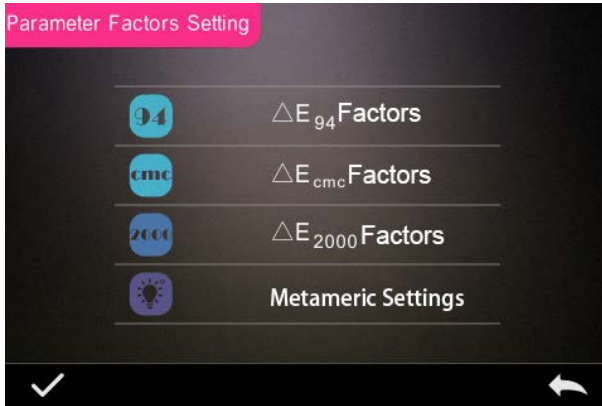 Parameter Factors Setting
94 △E94Factors
cmc △EcmcFactors
2000 △E2000Factors
Metameric Settings